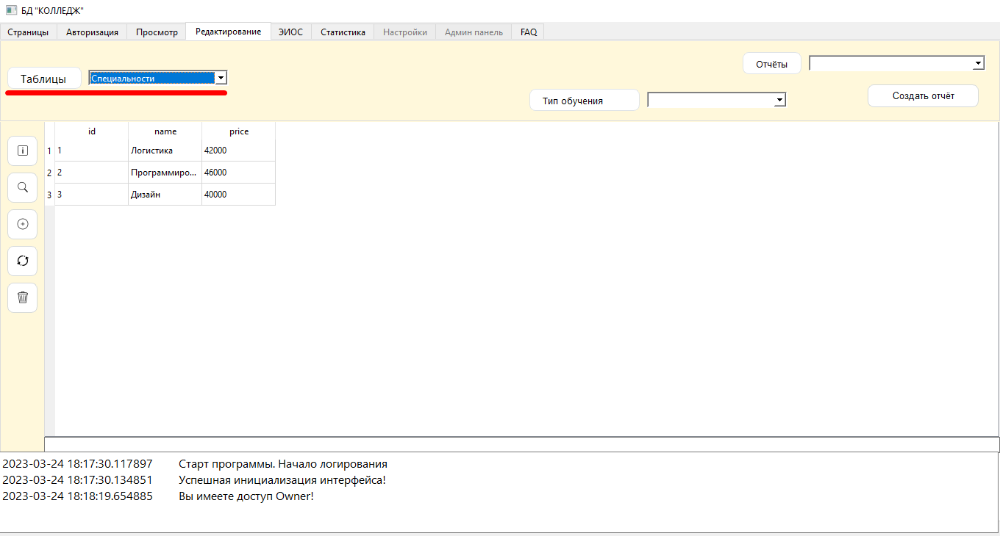 БД "КОЛЛЕДЖ"
Страницы Авторизация Просмотр Редактирование ЭИОС Статистика Настройки Админ панель FAQ
Таблицы Специальности
Отчёты
Тип обучения
Создать отчёт
id name price
1 1 Логистика 42000
2 2 Программиро... 46000
3 3 Дизайн 40000
2023-03-24 18:17:30.117897 Старт программы. Начало логирования
2023-03-24 18:17:30.134851 Успешная инициализация интерфейса!
2023-03-24 18:18:19.654885 Вы имеете доступ Owner!